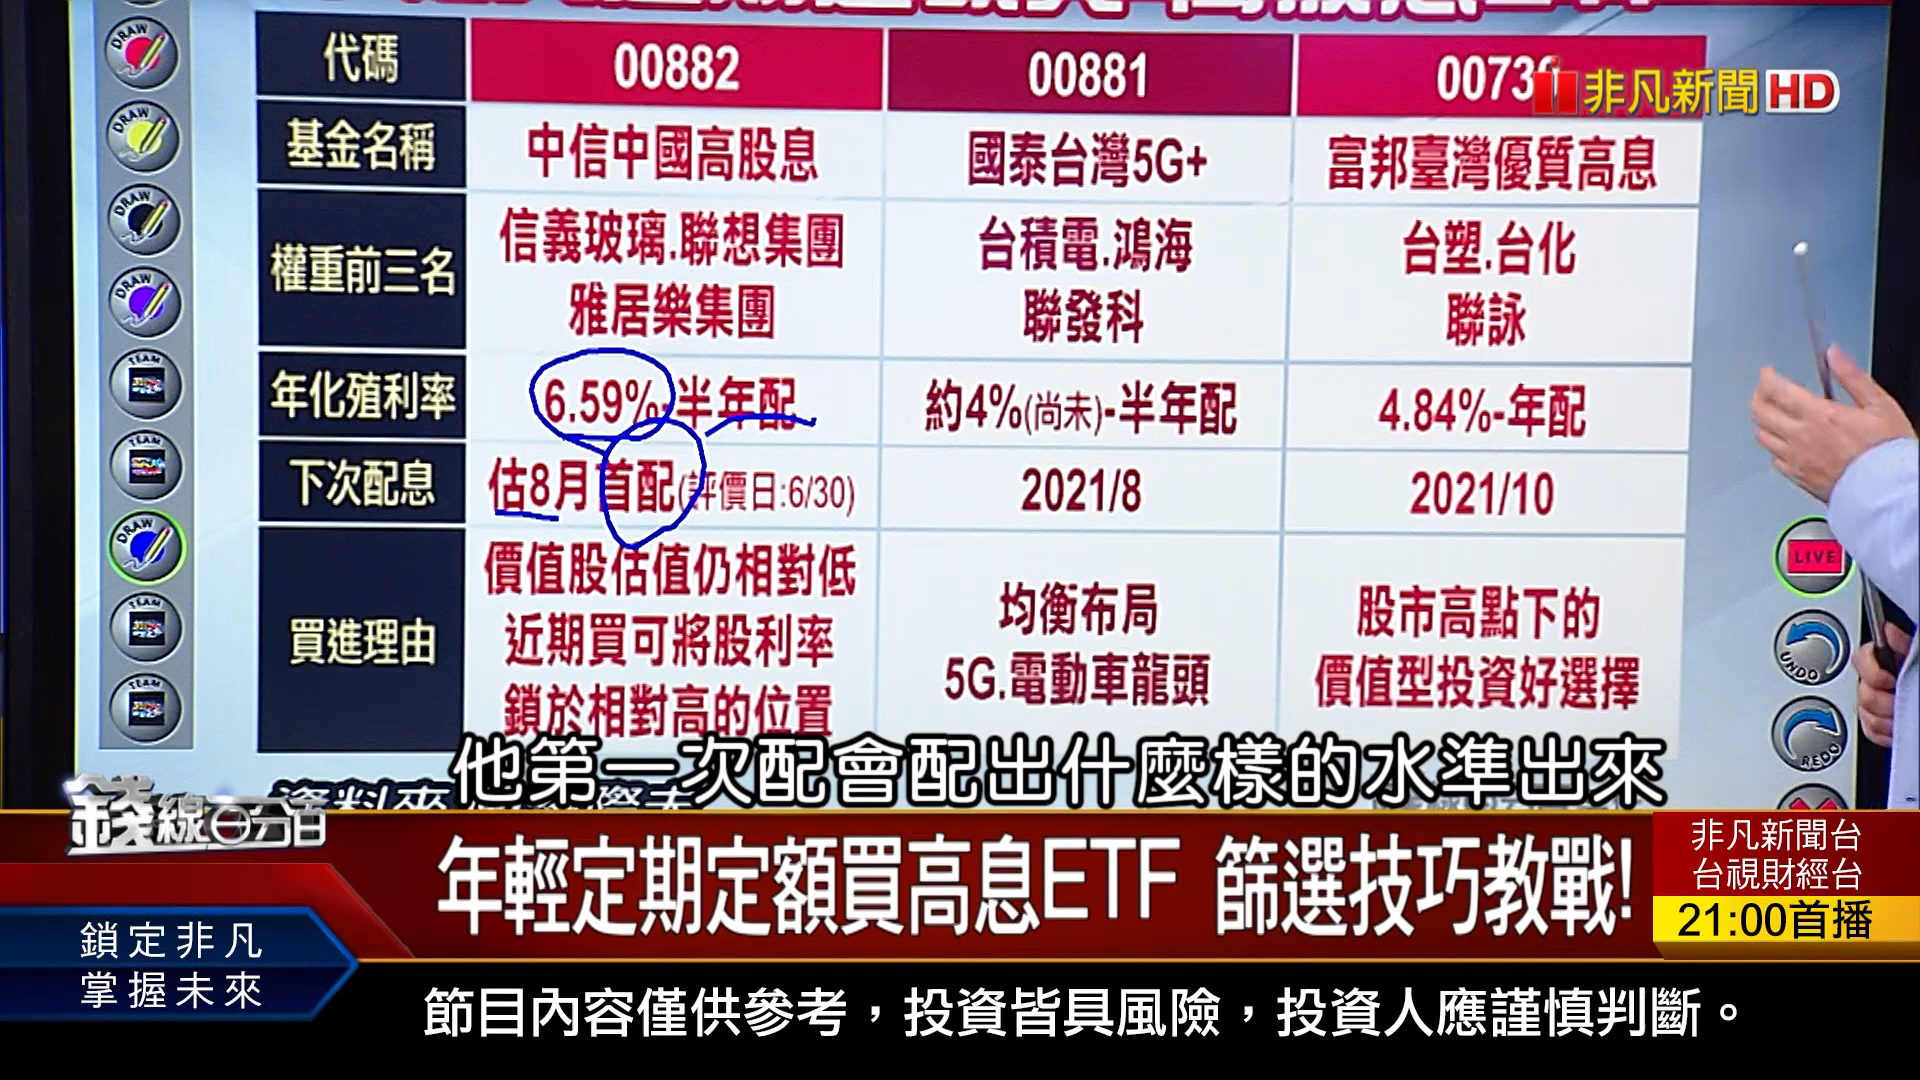 代碼 00882 00881 0073
非凡新聞HD
基金名稱 中信中國高股息 國泰台灣5G+ 富邦臺灣優質高息
權重前三名 信義玻璃.聯想集團 台積電.鴻海 台塑.台化
雅居樂集團 聯發科 聯詠
年化殖利率 6.59%-半年配 約4%(尚未)-半年配 4.84%-年配
下次配息 估8月首配(評價日:6/30) 2021/8 2021/10
買進理由
價值股估值仍相對低
近期買可將股利率
鎖於相對高的位置
均衡布局
5G.電動車龍頭
股市高點下的
價值型投資好選擇
DRAW
DRAW
DRAW
DRAW
TEAM
TEAM
DRAW
TEAM
TEAM
LIVE
UNDO
REDO
他第一次配會配出什麼樣的水準出來
錢線百分百
年輕定期定額買高息ETF 篩選技巧教戰!
非凡新聞台
台視財經台
21:00首播
鎖定非凡
掌握未來
節目內容僅供參考，投資皆具風險，投資人應謹慎判斷。